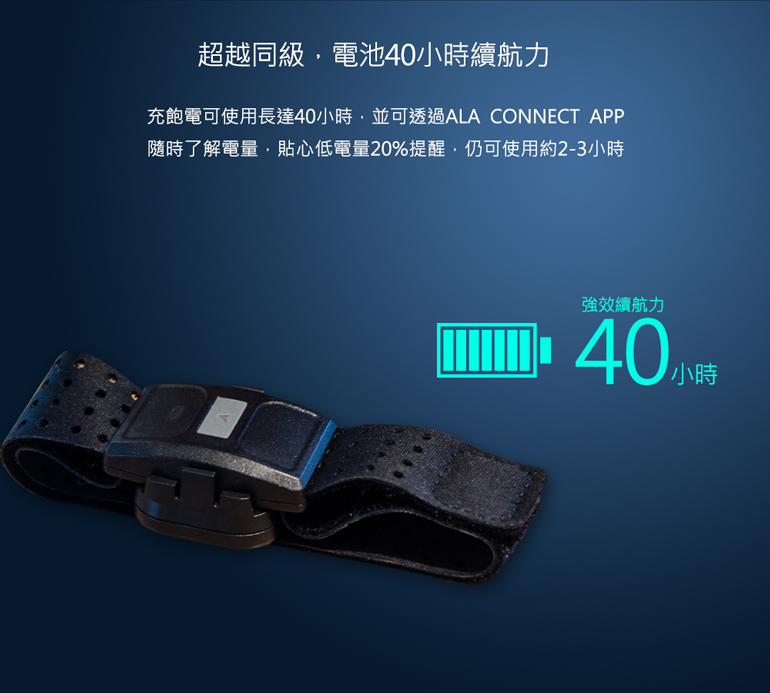 超越同級，電池40小時續航力
充飽電可使用長達40小時，並可透過ALA CONNECT APP
隨時了解電量，貼心低電量20%提醒，仍可使用約2-3小時
強效續航力
40小時